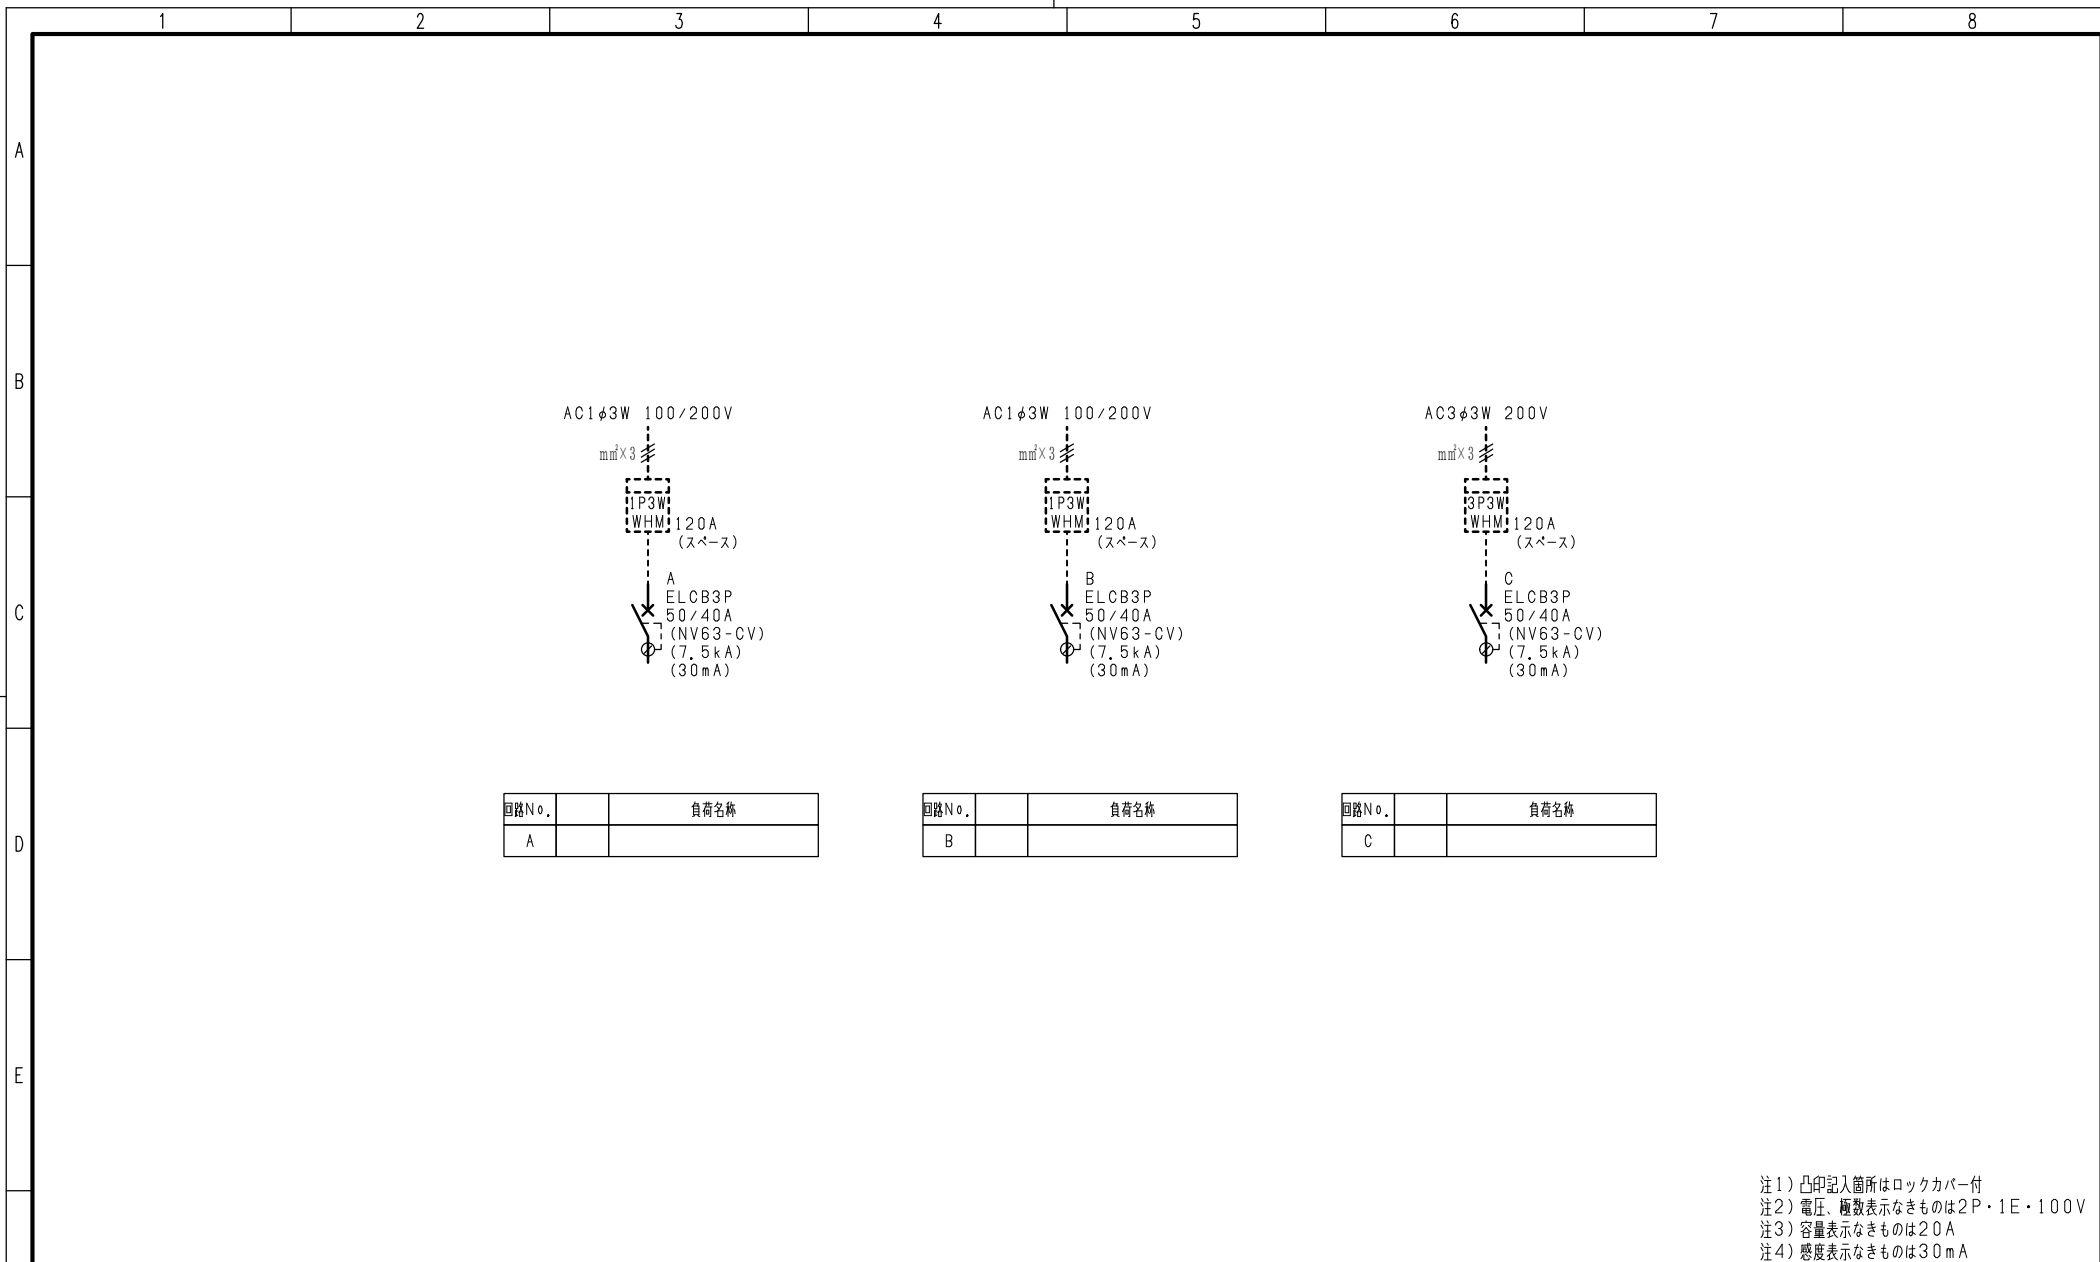 1 2 3 4 5 6 7 8
A
B
C
D
E
AC1φ3W 100/200V
mm²×3
1P3W
WHM
120A
(スペース)
A
ELCB3P
50/40A
(NV63-CV)
(7.5kA)
(30mA)
回路No. 負荷名称
A
AC1φ3W 100/200V
mm²×3
1P3W
WHM
120A
(スペース)
B
ELCB3P
50/40A
(NV63-CV)
(7.5kA)
(30mA)
回路No. 負荷名称
B
AC3φ3W 200V
mm²×3
3P3W
WHM
120A
(スペース)
C
ELCB3P
50/40A
(NV63-CV)
(7.5kA)
(30mA)
回路No. 負荷名称
C
注1)凸印記入箇所はロックカバー付
注2)電圧、極数表示なきものは2P・1E・100V
注3)容量表示なきものは20A
注4)感度表示なきものは30mA